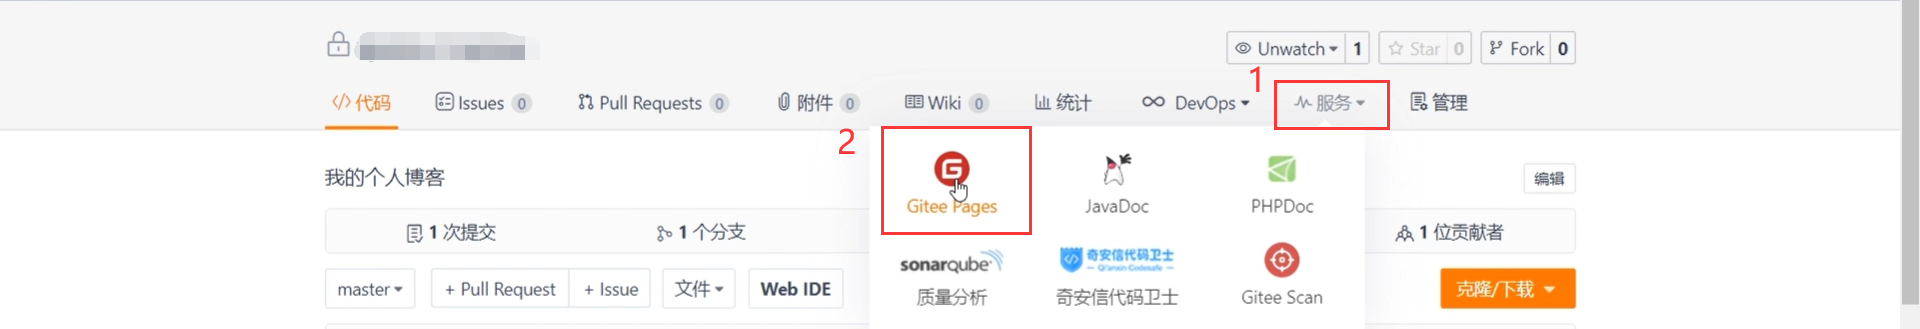 Unwatch 1 Star 0 Fork 0
代码 Issues 0 Pull Requests 0 附件 0 Wiki 0 统计 DevOps 1 服务 管理
2
Gitee Pages JavaDoc PHPDoc
我的个人博客 编辑
1 次提交 1 个分支 1 位贡献者
sonarqube 奇安信代码卫士
Qi'anxin Codesafe
质量分析 奇安信代码卫士 Gitee Scan
master + Pull Request + Issue 文件 Web IDE 克隆/下载